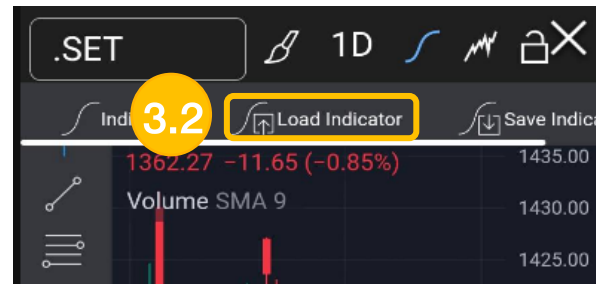 .SET 1D
Indi 3.2 Load Indicator Save Indica
1362.27 −11.65 (−0.85%) 1435.00
Volume SMA 9 1430.00
1425.00